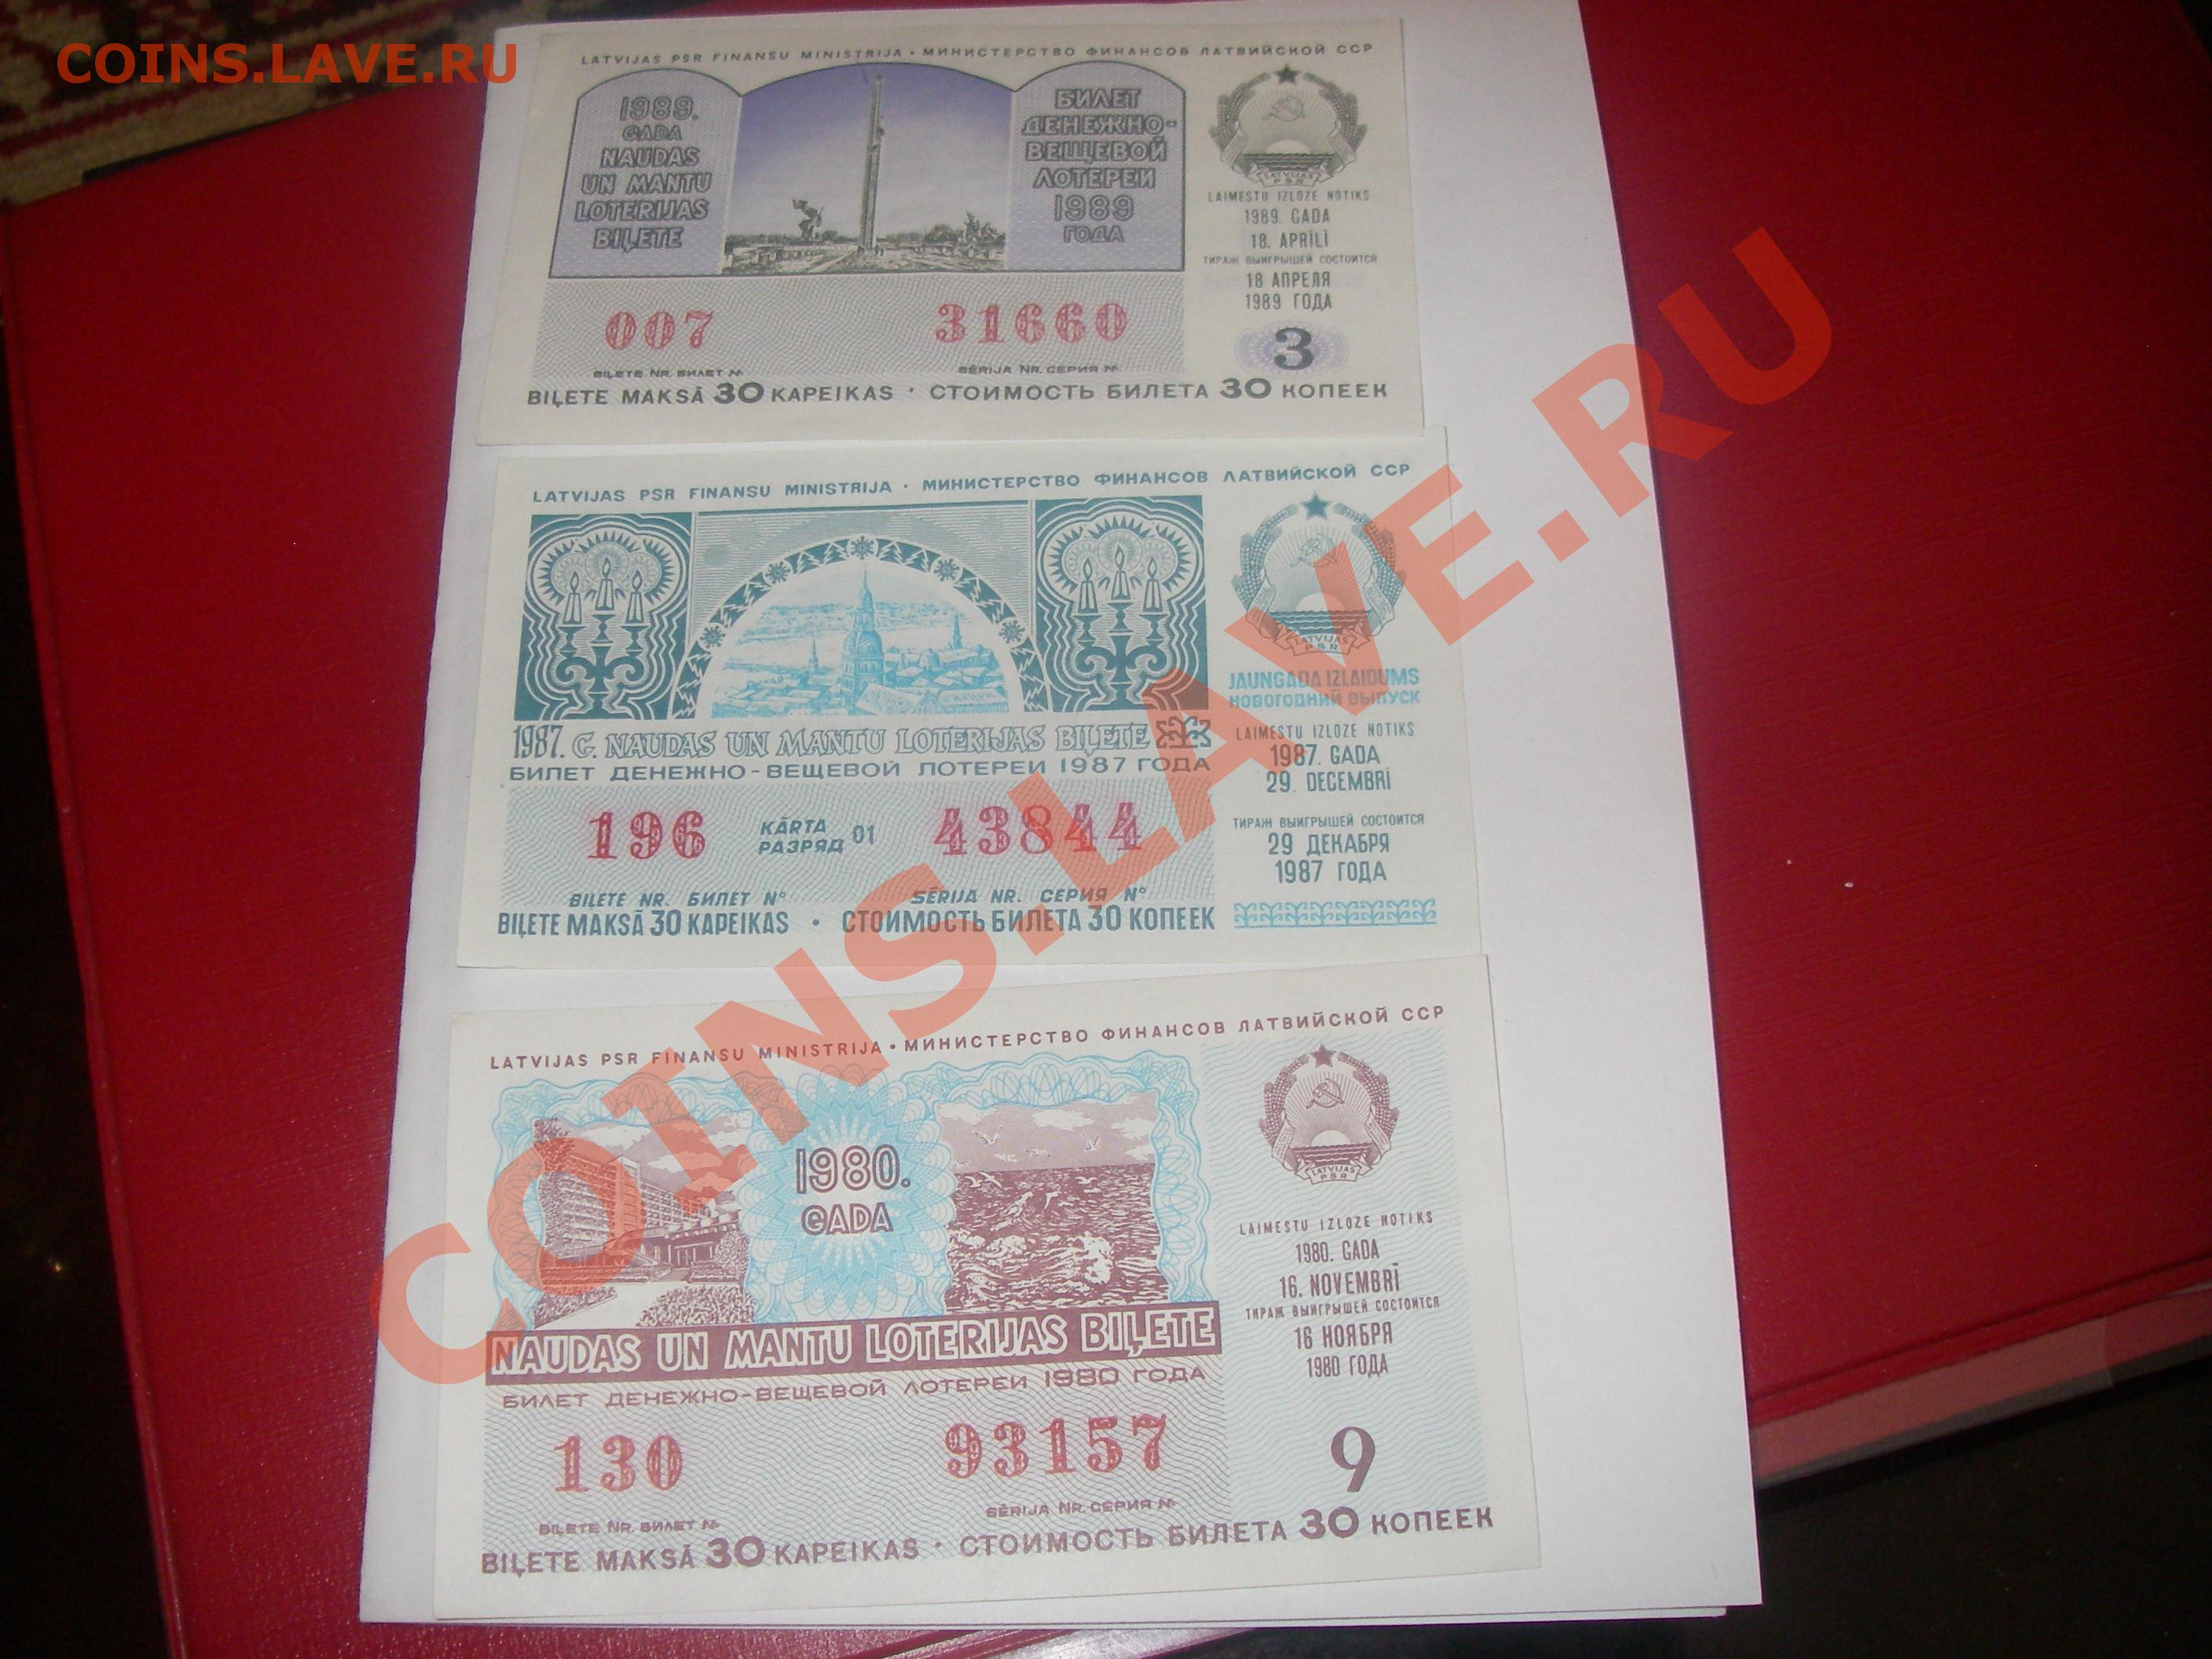 COINS.LAVE.RU
LATVIJAS PSR FINANSU MINISTRIJA • МИНИСТЕРСТВО ФИНАНСОВ ЛАТВИЙСКОЙ ССР
1989.
GADA
NAUDAS
UN MANTU
LOTERIJAS
BIĻETE
БИЛЕТ
ДЕНЕЖНО-
ВЕЩЕВОЙ
ЛОТЕРЕИ
1989
ГОДА
LATVIJAS
PSR
LAIMESTU IZLOZE NOTIKS
1989. GADA
18. APRĪLĪ
ТИРАЖ ВЫИГРЫШЕЙ СОСТОИТСЯ
18 АПРЕЛЯ
1989 ГОДА
3
007 31660
BIĻETE NR. БИЛЕТ № SĒRIJA NR. СЕРИЯ №
BIĻETE MAKSĀ 30 KAPEIKAS · СТОИМОСТЬ БИЛЕТА 30 КОПЕЕК
LATVIJAS PSR FINANSU MINISTRIJA · МИНИСТЕРСТВО ФИНАНСОВ ЛАТВИЙСКОЙ ССР
LATVIJAS
PSR
JAUNGADA IZLAIDUMS
НОВОГОДНИЙ ВЫПУСК
LAIMESTU IZLOZE NOTIKS
1987. GADA
29. DECEMBRĪ
ТИРАЖ ВЫИГРЫШЕЙ СОСТОИТСЯ
29 ДЕКАБРЯ
1987 ГОДА
1987. G. NAUDAS UN MANTU LOTERIJAS BIĻETE
БИЛЕТ ДЕНЕЖНО-ВЕЩЕВОЙ ЛОТЕРЕИ 1987 ГОДА
196 KĀRTA РАЗРЯД 01 43844
BIĻETE NR. БИЛЕТ N° SĒRIJA NR. СЕРИЯ N°
BIĻETE MAKSĀ 30 KAPEIKAS · СТОИМОСТЬ БИЛЕТА 30 КОПЕЕК
LATVIJAS PSR FINANSU MINISTRIJA • МИНИСТЕРСТВО ФИНАНСОВ ЛАТВИЙСКОЙ ССР
1980.
GADA
NAUDAS UN MANTU LOTERIJAS BIĻETE
БИЛЕТ ДЕНЕЖНО-ВЕЩЕВОЙ ЛОТЕРЕИ 1980 ГОДА
LATVIJAS
PSR
LAIMESTU IZLOZE NOTIKS
1980. GADA
16. NOVEMBRĪ
ТИРАЖ ВЫИГРЫШЕЙ СОСТОИТСЯ
16 НОЯБРЯ
1980 ГОДА
9
130 93157
BIĻETE NR. БИЛЕТ № SĒRIJA NR. СЕРИЯ №
BIĻETE MAKSĀ 30 KAPEIKAS · СТОИМОСТЬ БИЛЕТА 30 КОПЕЕК
COINS.LAVE.RU